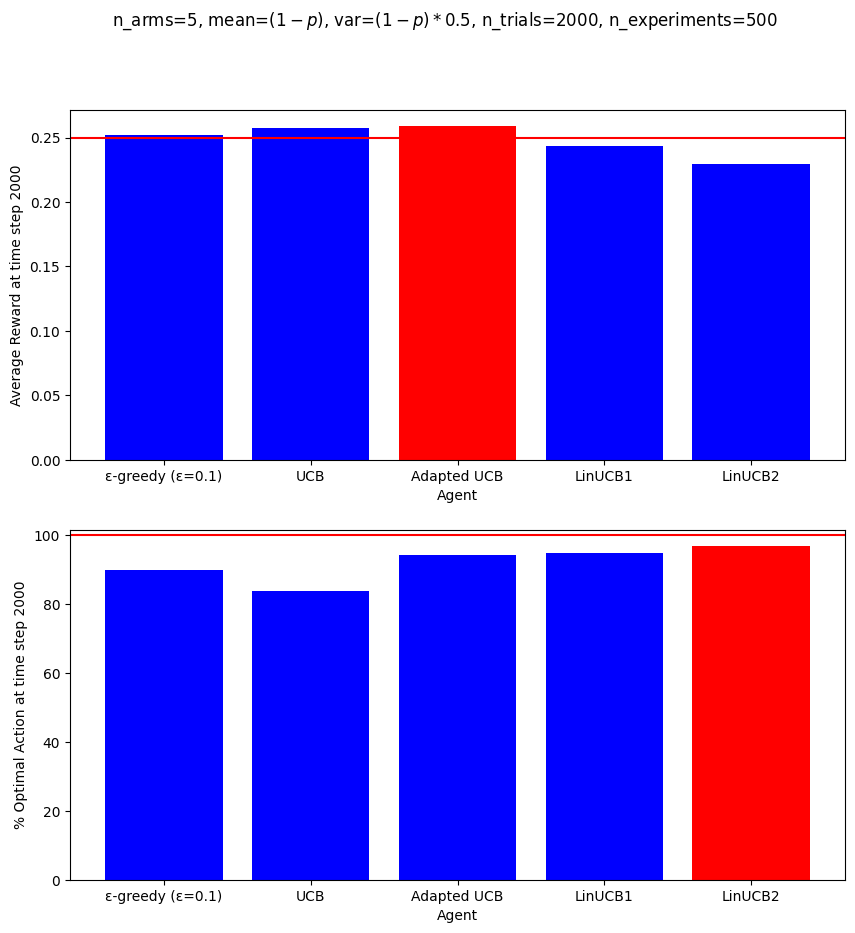 n_arms=5, mean=(1 − p), var=(1 − p) * 0.5, n_trials=2000, n_experiments=500
Average Reward at time step 2000
0.25
0.20
0.15
0.10
0.05
0.00
ε-greedy (ε=0.1) UCB Adapted UCB LinUCB1 LinUCB2
Agent
% Optimal Action at time step 2000
100
80
60
40
20
0
ε-greedy (ε=0.1) UCB Adapted UCB LinUCB1 LinUCB2
Agent